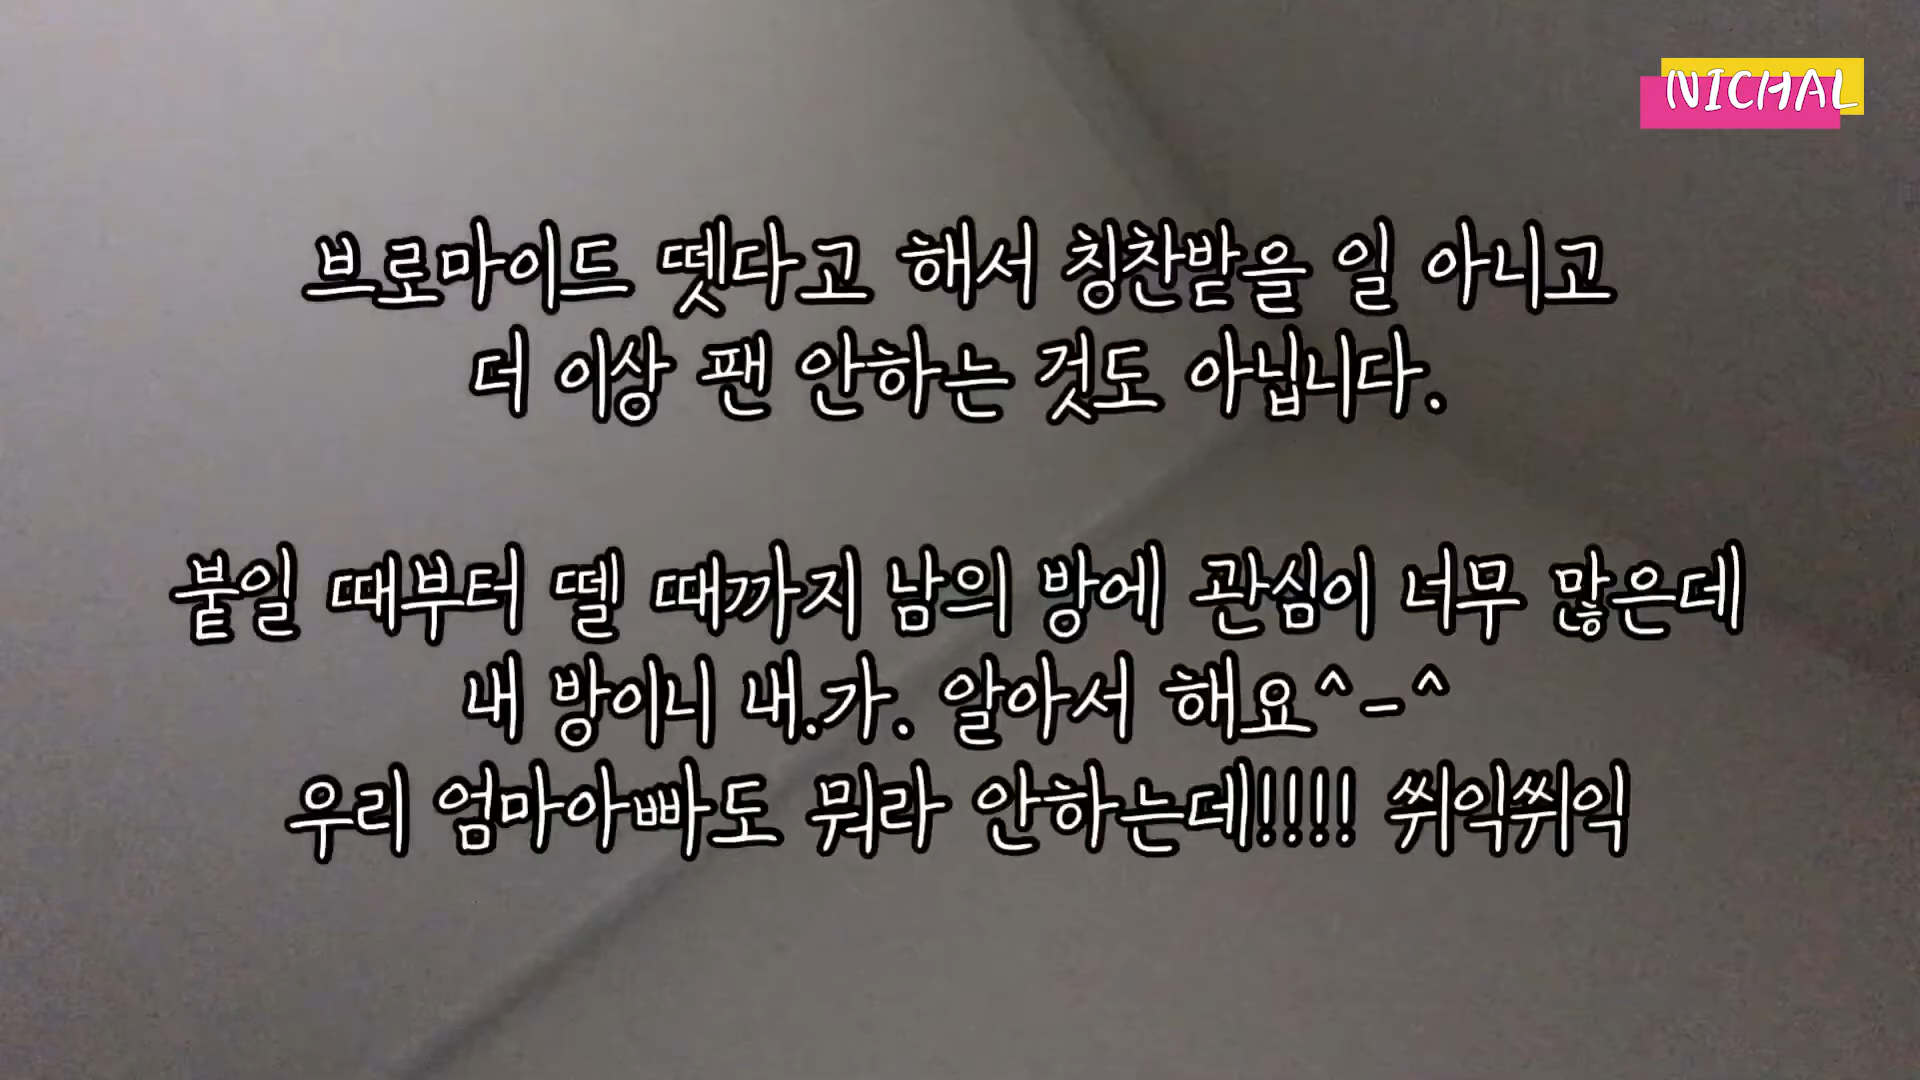 NICHAL
브로마이드 뗏다고 해서 칭찬받을 일 아니고
더 이상 팬 안하는 것도 아닙니다.
붙일 때부터 뗄 때까지 남의 방에 관심이 너무 많은데
내 방이니 내.가. 알아서 해요^-^
우리 엄마아빠도 뭐라 안하는데!!!! 쒸익쒸익